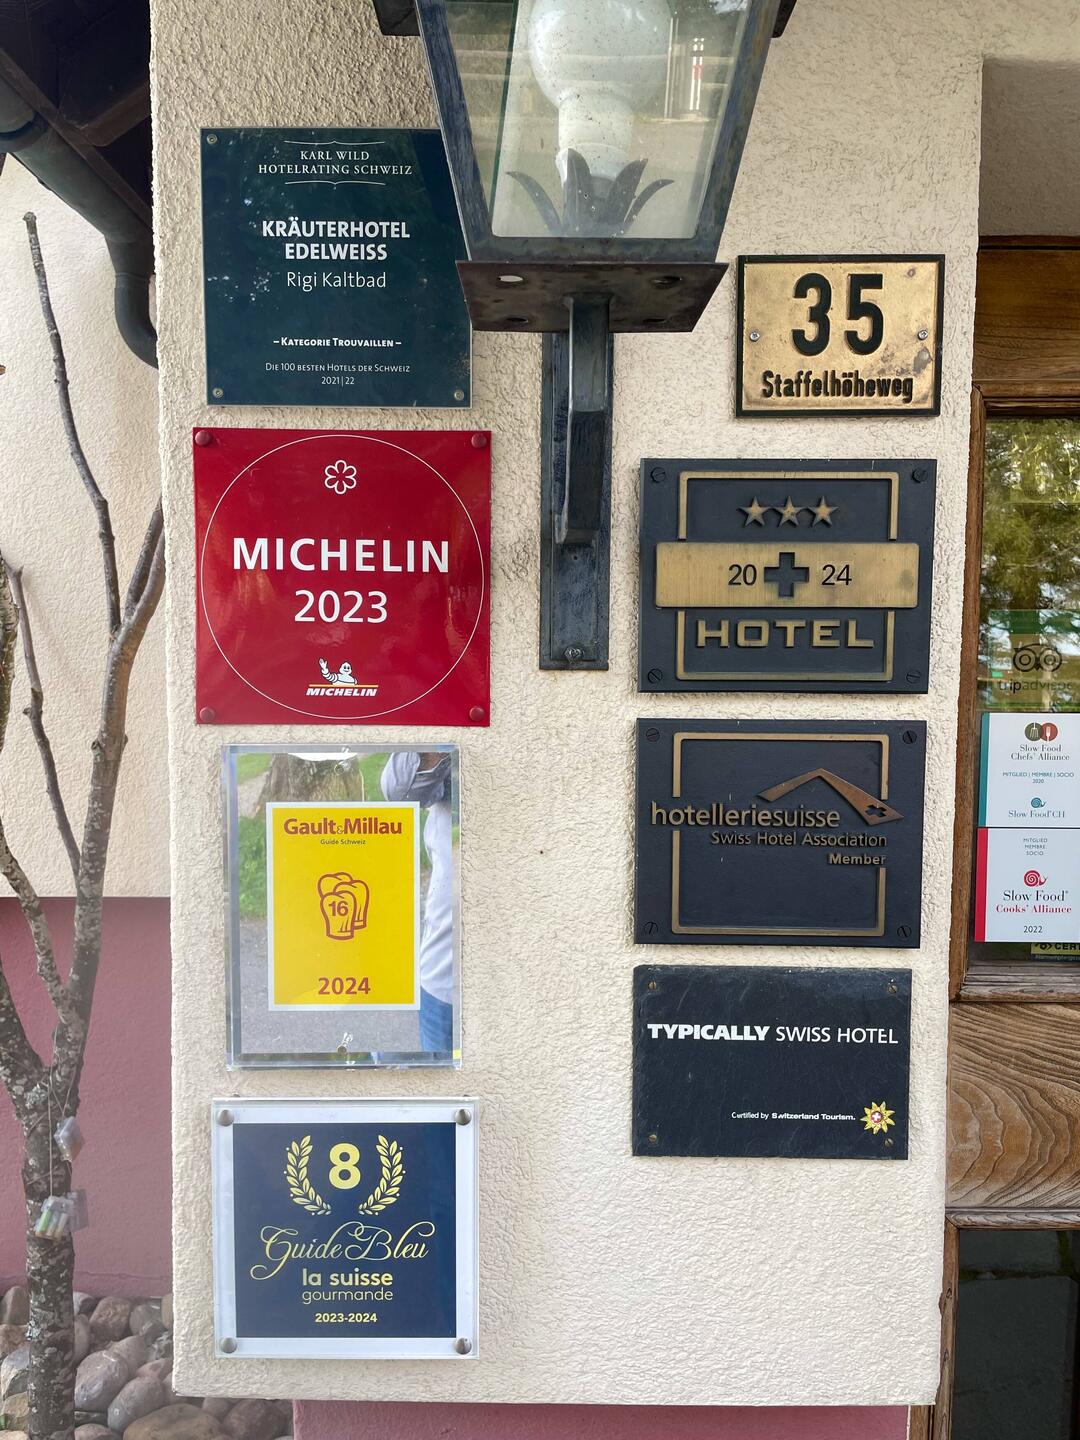 KARL WILD
HOTELRATING SCHWEIZ
KRÄUTERHOTEL
EDELWEISS
Rigi Kaltbad
– KATEGORIE TROUVAILLEN –
DIE 100 BESTEN HOTELS DER SCHWEIZ
2021|22
MICHELIN
2023
MICHELIN
Gault&Millau
Guide Schweiz
16
2024
8
Guide Bleu
la suisse
gourmande
2023-2024
35
Staffelhöheweg
20 24
HOTEL
hotelleriesuisse
Swiss Hotel Association
Member
TYPICALLY SWISS HOTEL
Certified by Switzerland Tourism.
tripadvisor
Slow Food
Chefs' Alliance
MITGLIED | MEMBRE | SOCIO
2020
Slow Food CH
MITGLIED
MEMBRE
SOCIO
Slow Food®
Cooks' Alliance
2022